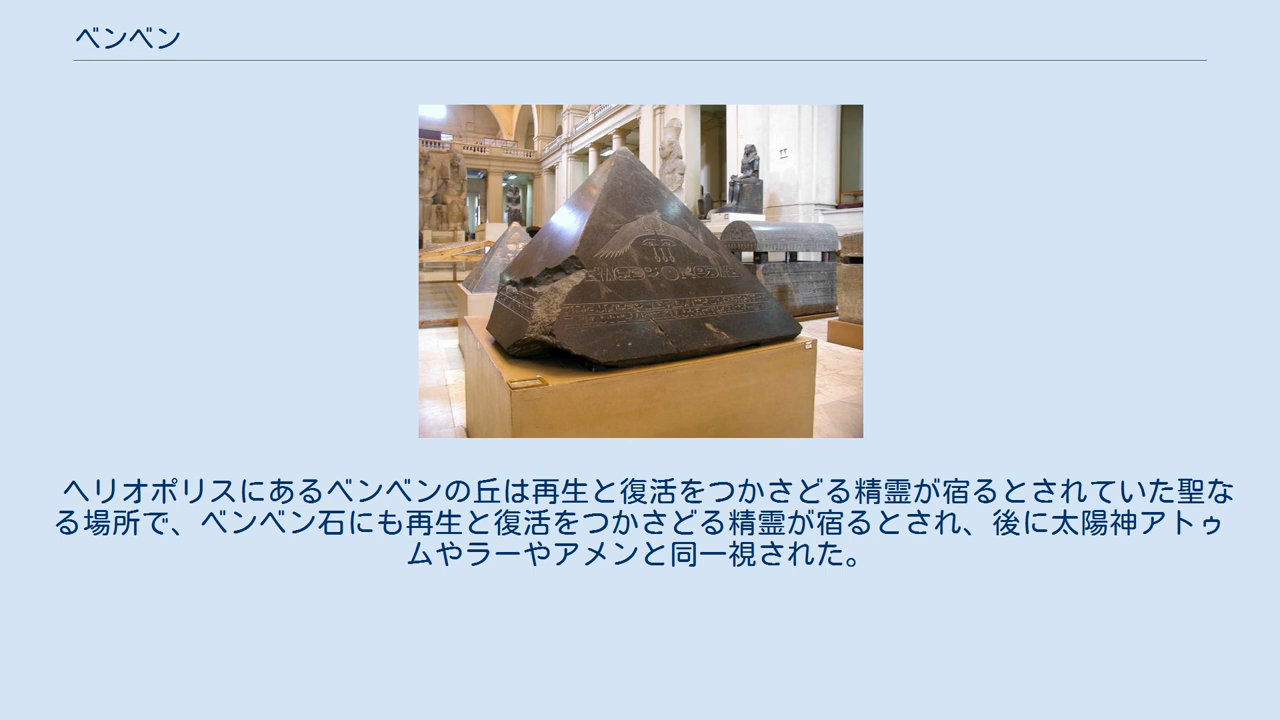 ベンベン
ヘリオポリスにあるベンベンの丘は再生と復活をつかさどる精霊が宿るとされていた聖な
る場所で、ベンベン石にも再生と復活をつかさどる精霊が宿るとされ、後に太陽神アトゥ
ムやラーやアメンと同一視された。